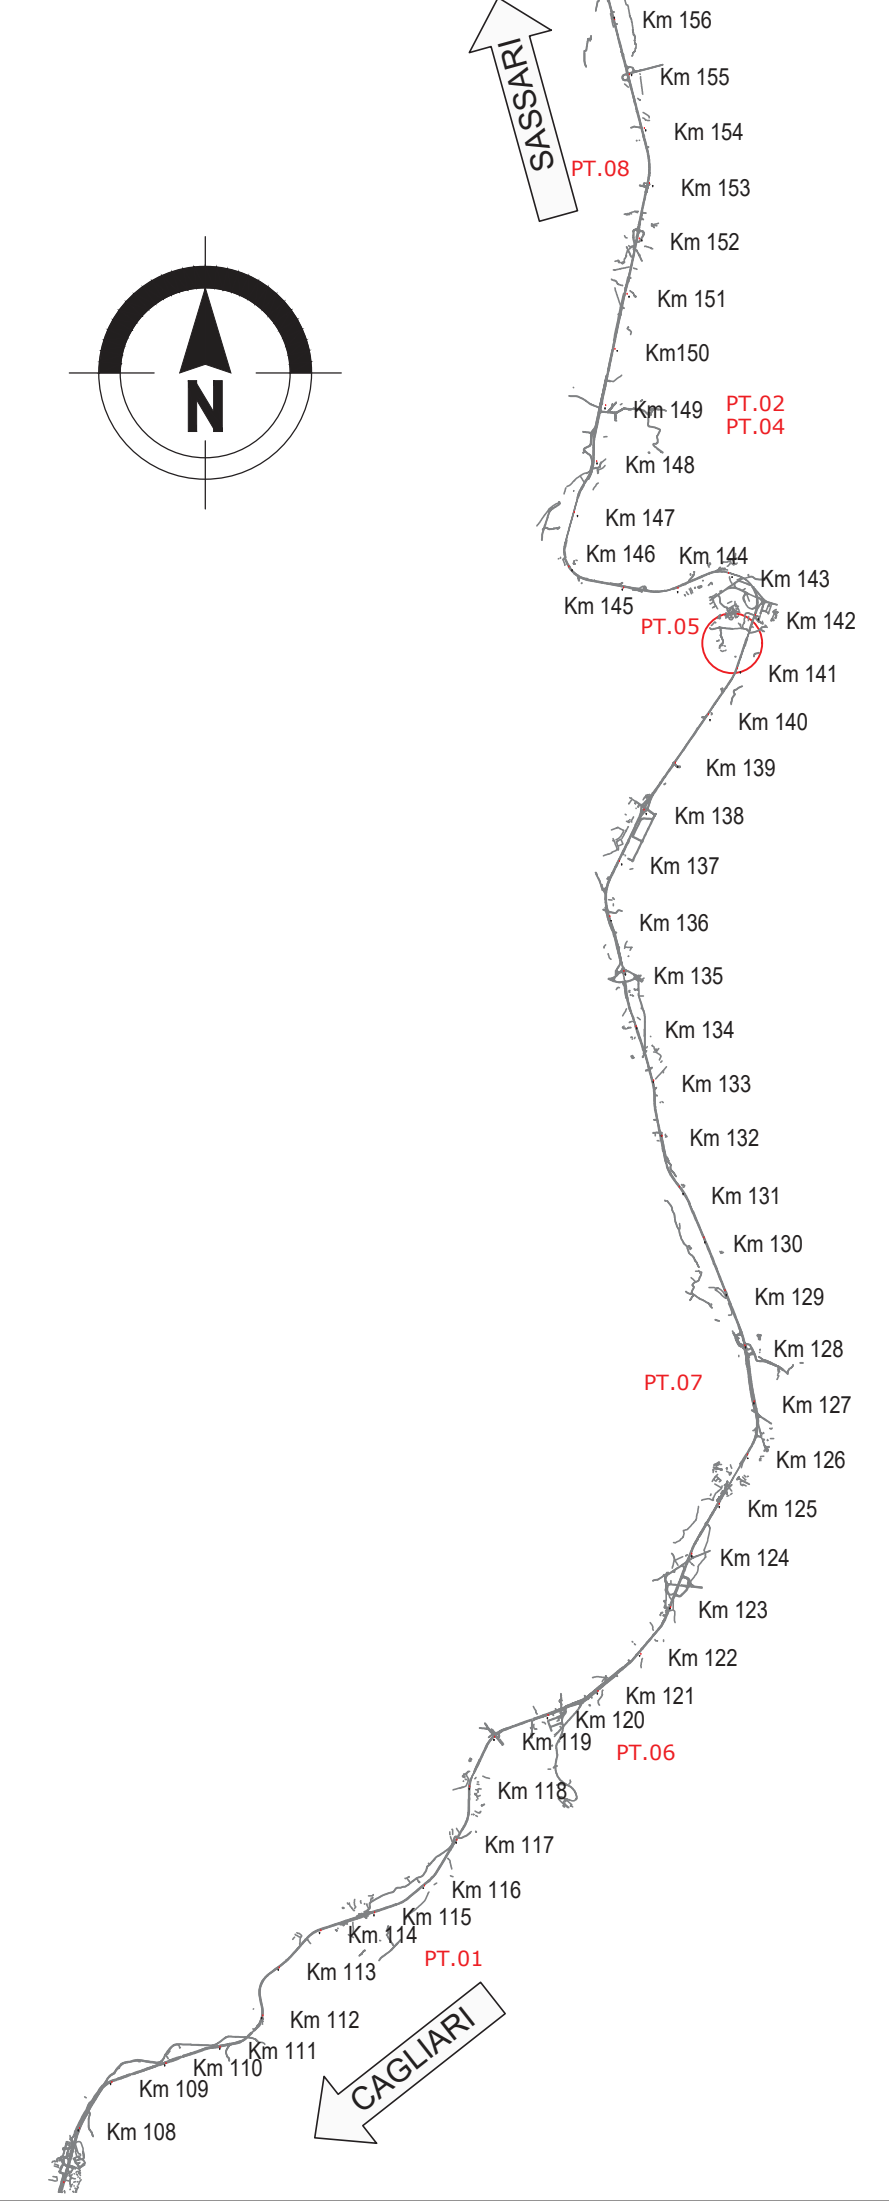 Km 156
SASSARI
Km 155
Km 154
PT.08
Km 153
Km 152
Km 151
Km150
N
Km 149
PT.02
PT.04
Km 148
Km 147
Km 146
Km 144
Km 143
Km 145
PT.05
Km 142
Km 141
Km 140
Km 139
Km 138
Km 137
Km 136
Km 135
Km 134
Km 133
Km 132
Km 131
Km 130
Km 129
Km 128
PT.07
Km 127
Km 126
Km 125
Km 124
Km 123
Km 122
Km 121
Km 120
Km 119
PT.06
Km 118
Km 117
Km 116
Km 115
Km 114
PT.01
Km 113
Km 112
CAGLIARI
Km 111
Km 110
Km 109
Km 108